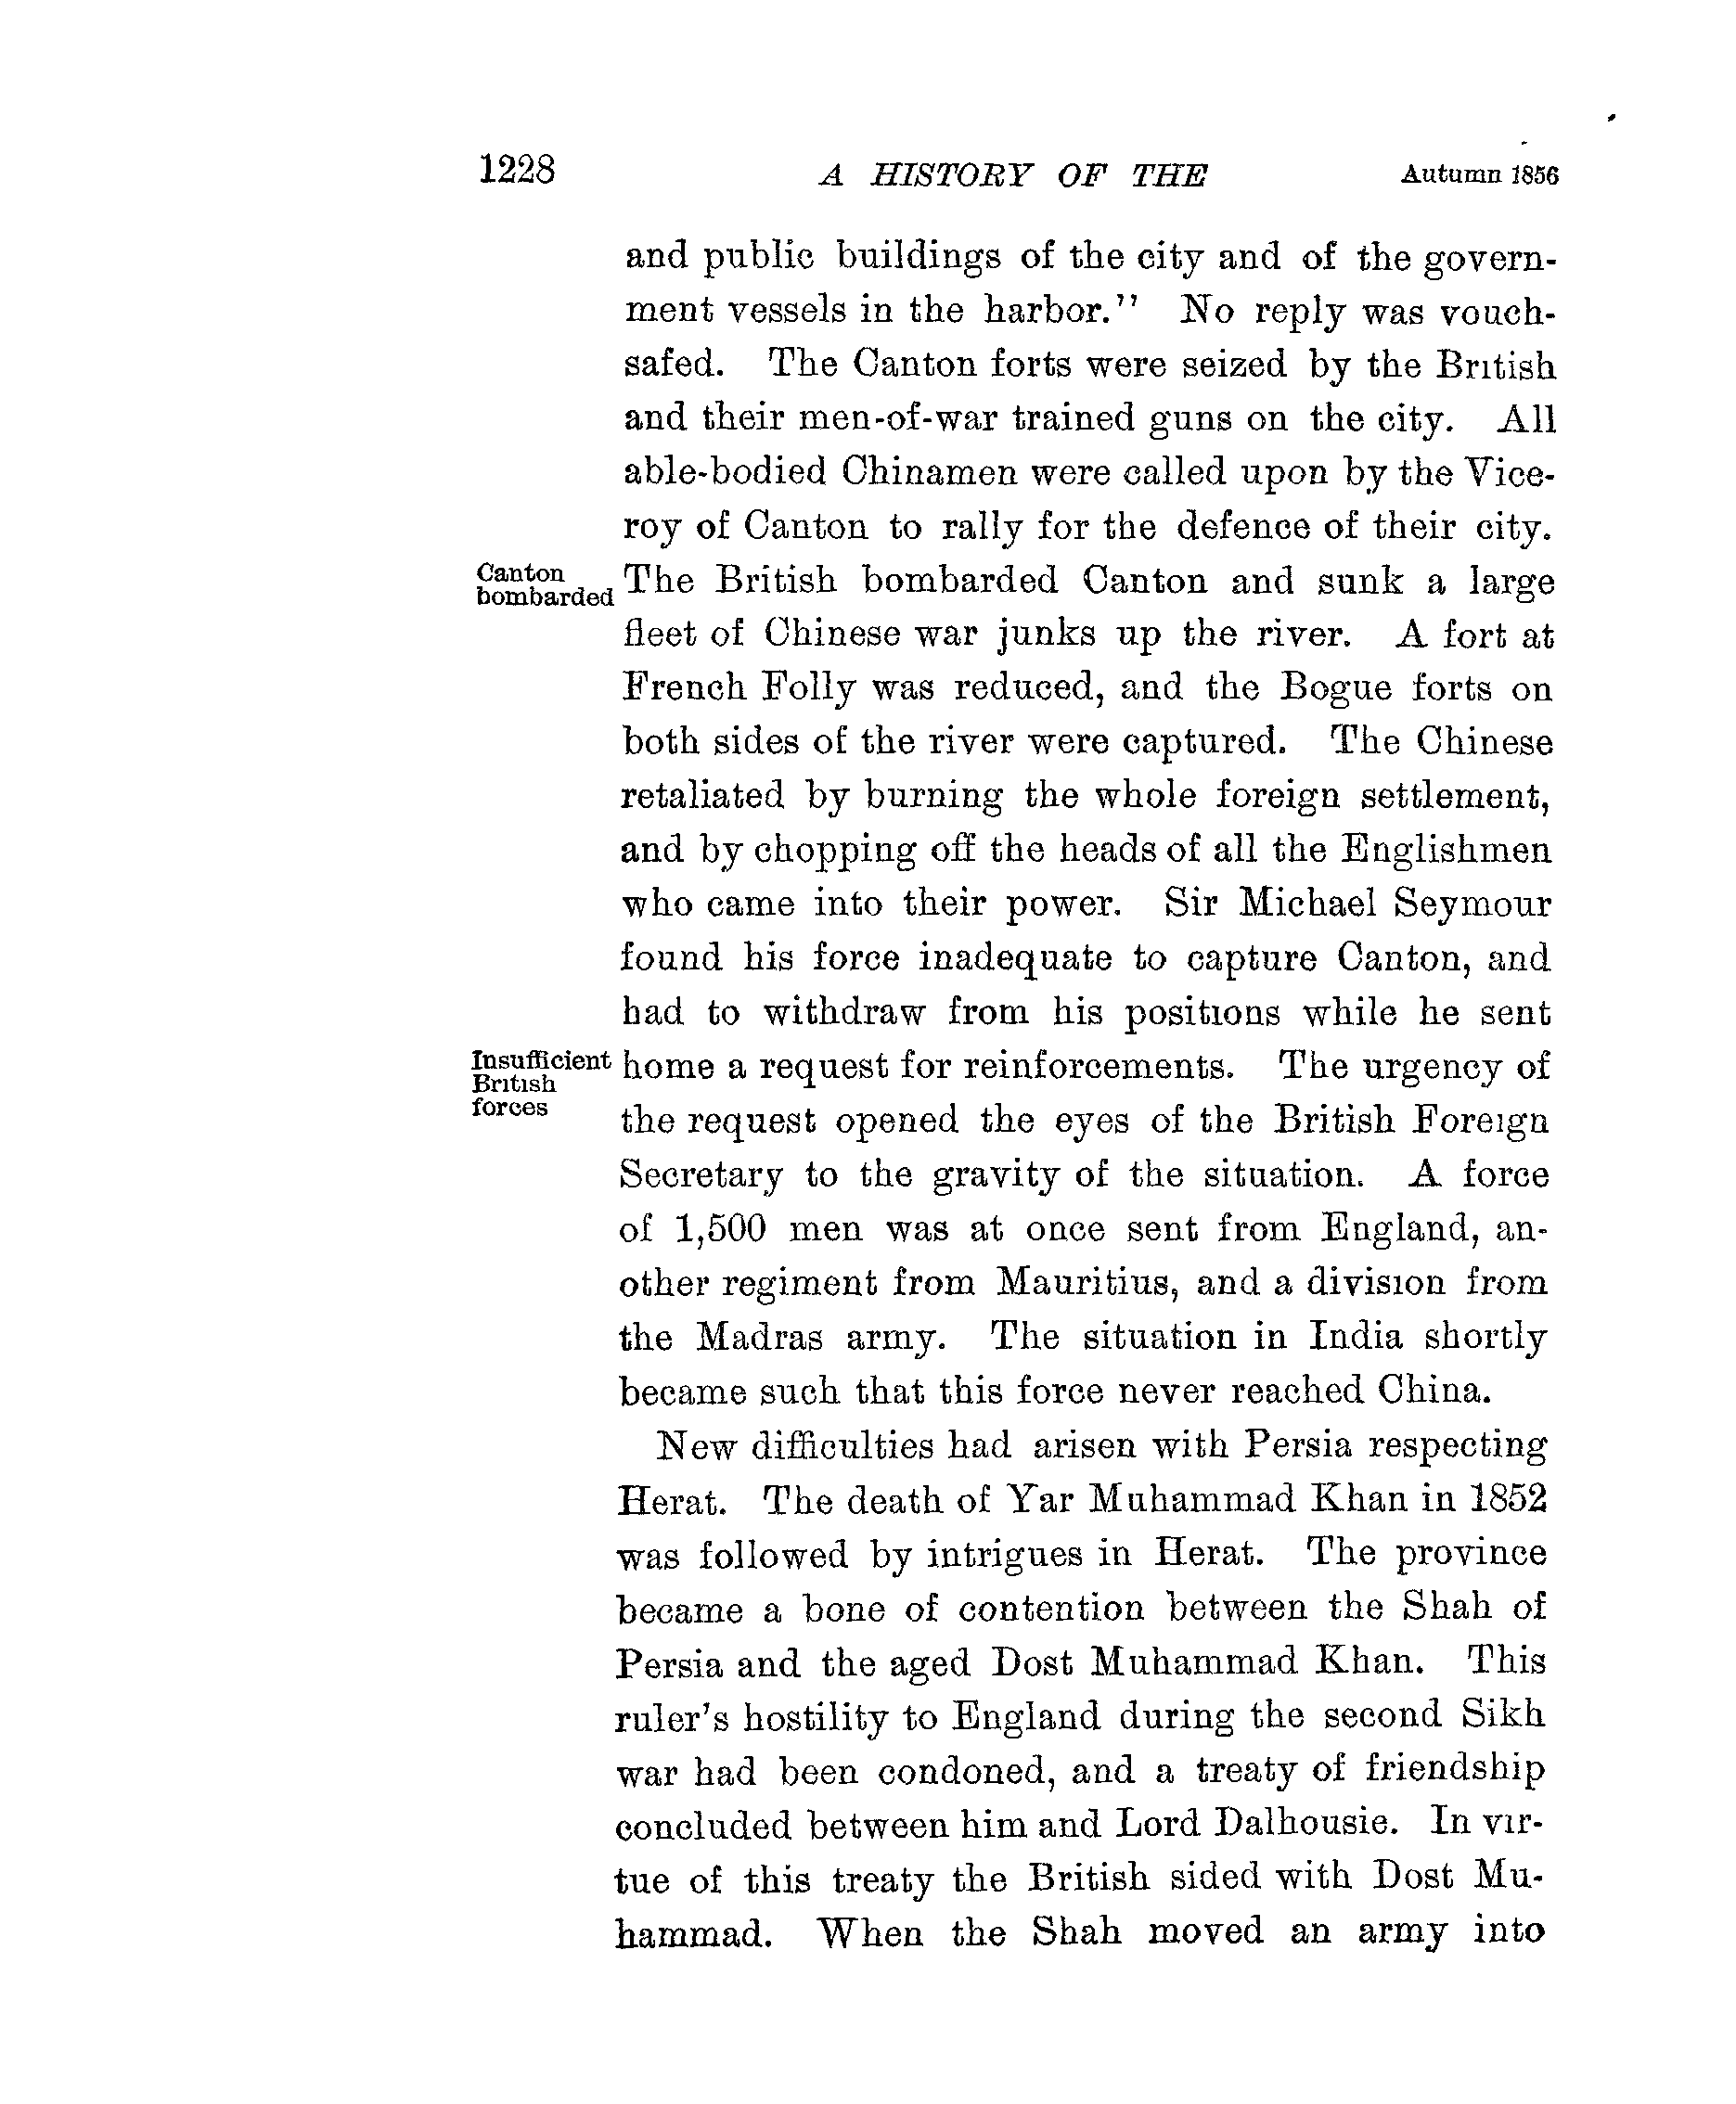 1228 A HISTORY OF THE Autumn 1856
and public buildings of the city and of the govern-
ment vessels in the harbor." No reply was vouch-
safed. The Canton forts were seized by the British
and their men-of-war trained guns on the city. All
able-bodied Chinamen were called upon by the Vice-
roy of Canton to rally for the defence of their city.
Canton
bombarded
The British bombarded Canton and sunk a large
fleet of Chinese war junks up the river. A fort at
French Folly was reduced, and the Bogue forts on
both sides of the river were captured. The Chinese
retaliated by burning the whole foreign settlement,
and by chopping off the heads of all the Englishmen
who came into their power. Sir Michael Seymour
found his force inadequate to capture Canton, and
had to withdraw from his positions while he sent
Insufficient
British
forces
home a request for reinforcements. The urgency of
the request opened the eyes of the British Foreign
Secretary to the gravity of the situation. A force
of 1,500 men was at once sent from England, an-
other regiment from Mauritius, and a division from
the Madras army. The situation in India shortly
became such that this force never reached China.
New difficulties had arisen with Persia respecting
Herat. The death of Yar Muhammad Khan in 1852
was followed by intrigues in Herat. The province
became a bone of contention between the Shah of
Persia and the aged Dost Muhammad Khan. This
ruler's hostility to England during the second Sikh
war had been condoned, and a treaty of friendship
concluded between him and Lord Dalhousie. In vir-
tue of this treaty the British sided with Dost Mu-
hammad. When the Shah moved an army into